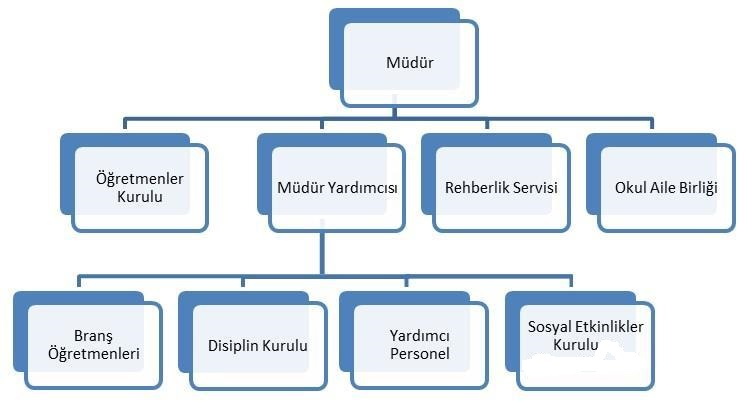 Müdür
Öğretmenler
Kurulu
Müdür Yardımcısı
Rehberlik Servisi
Okul Aile Birliği
Branş
Öğretmenleri
Disiplin Kurulu
Yardımcı
Personel
Sosyal Etkinlikler
Kurulu